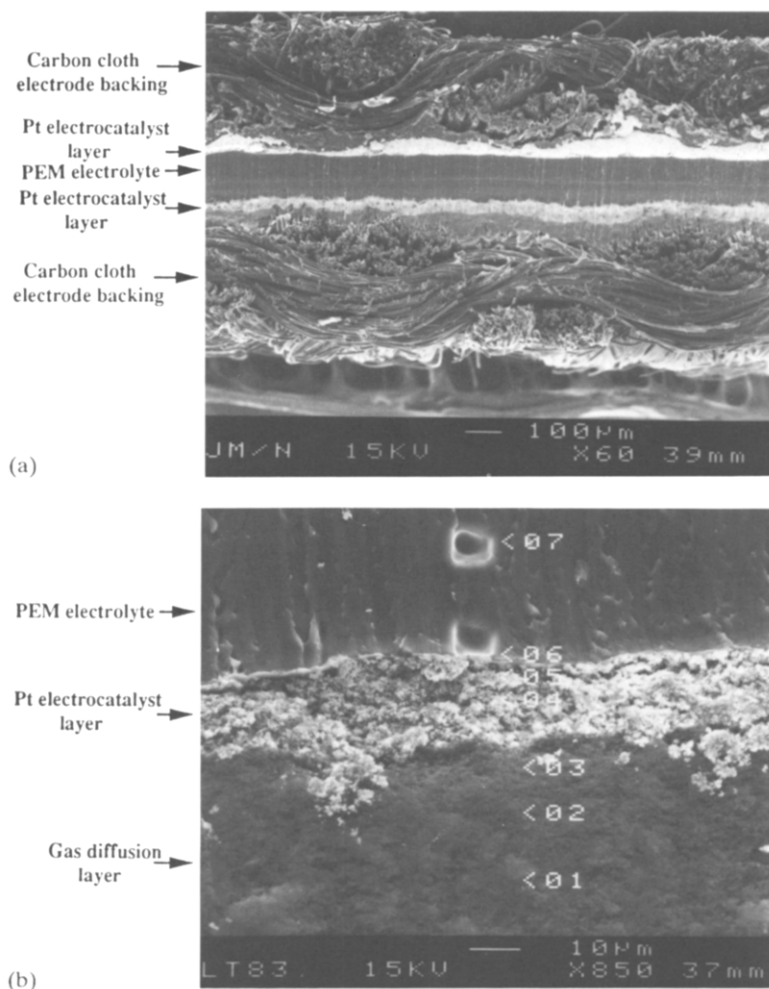 Carbon cloth
electrode backing
Pt electrocatalyst
layer
PEM electrolyte
Pt electrocatalyst
layer
Carbon cloth
electrode backing
100µm
JM/N 15KV X60 39mm
(a)
<07
PEM electrolyte
<06
05
Pt electrocatalyst
layer
<03
<02
Gas diffusion
layer
<01
10µm
LT83. 15KV X850 37mm
(b)